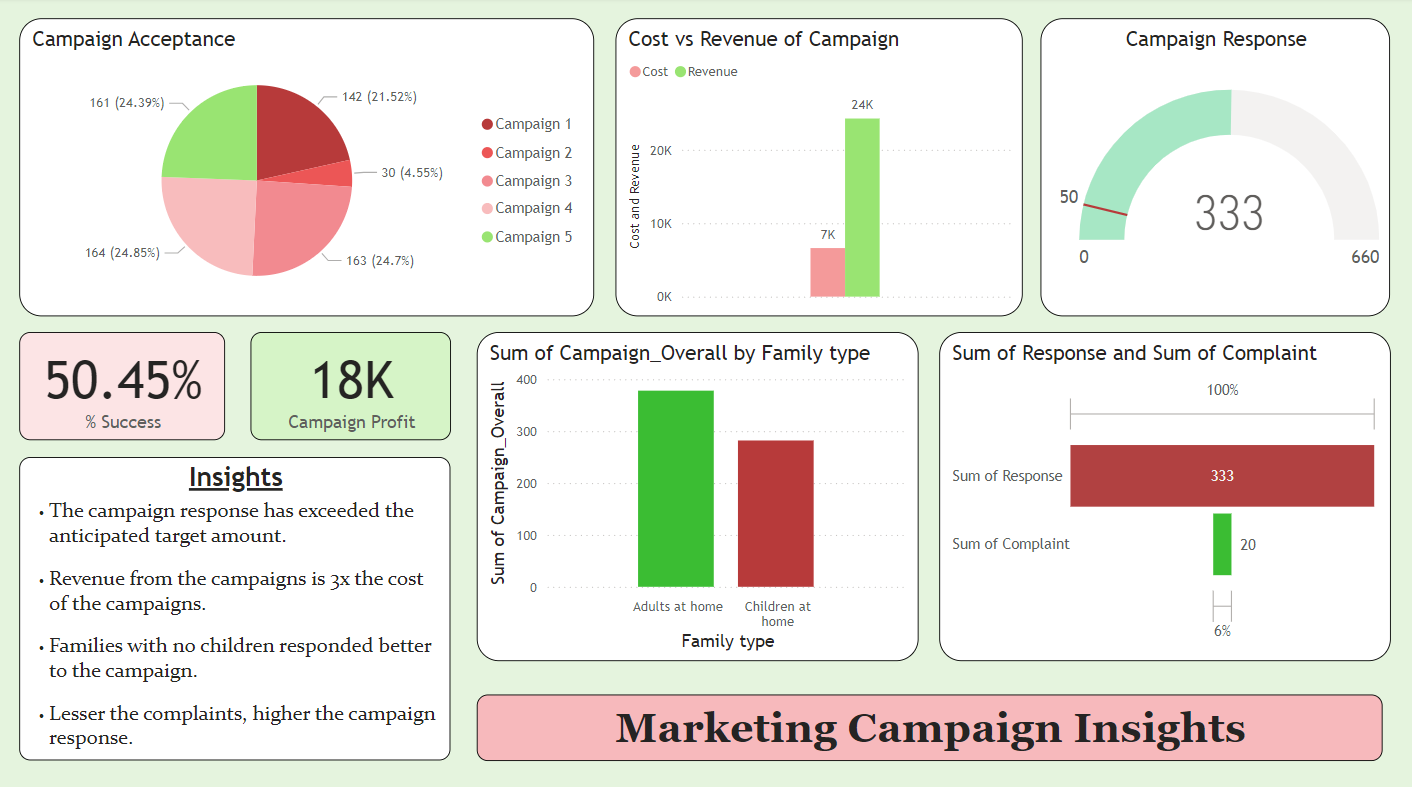 Campaign Acceptance
161 (24.39%)
142 (21.52%)
30 (4.55%)
164 (24.85%)
163 (24.7%)
Campaign 1
Campaign 2
Campaign 3
Campaign 4
Campaign 5
Cost vs Revenue of Campaign
Cost Revenue
Cost and Revenue
20K
10K
0K
24K
7K
Campaign Response
50
333
0
660
50.45%
% Success
18K
Campaign Profit
Insights
• The campaign response has exceeded the
anticipated target amount.
• Revenue from the campaigns is 3x the cost
of the campaigns.
• Families with no children responded better
to the campaign.
• Lesser the complaints, higher the campaign
response.
Sum of Campaign_Overall by Family type
Sum of Campaign_Overall
400
300
200
100
0
Adults at home
Children at
home
Family type
Sum of Response and Sum of Complaint
100%
Sum of Response
333
Sum of Complaint
20
6%
Marketing Campaign Insights